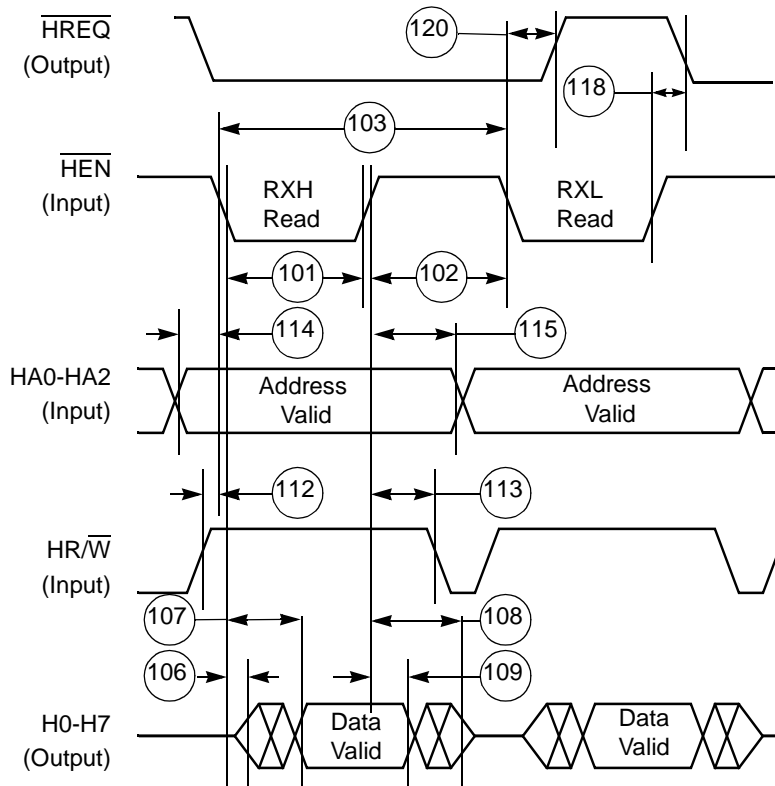 HREQ
(Output)
120
118
103
HEN
(Input)
RXH
Read
RXL
Read
101
102
114
115
HA0-HA2
(Input)
Address
Valid
Address
Valid
112
113
HR/W
(Input)
107
108
106
109
H0-H7
(Output)
Data
Valid
Data
Valid